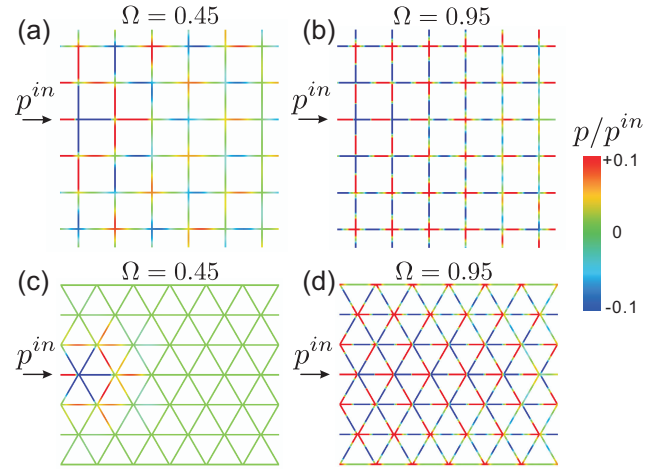 (a) Ω = 0.45
(b) Ω = 0.95
p^{in}
p^{in}
p/p^{in}
+0.1
0
-0.1
(c) Ω = 0.45
(d) Ω = 0.95
p^{in}
p^{in}